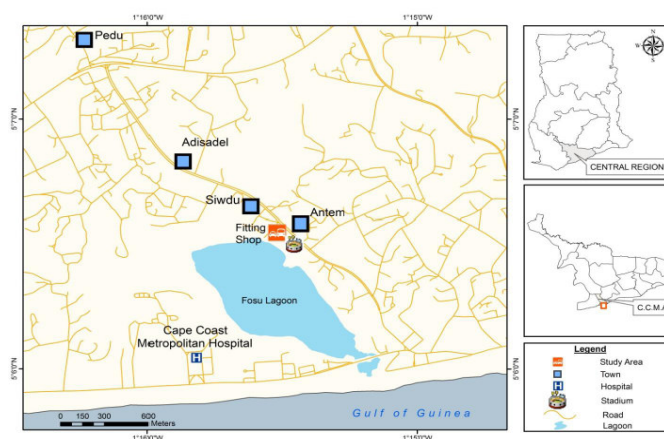 1°16'0"W
1°15'0"W
Pedu
5°7'0"N
5°7'0"N
Adisadel
Siwdu
Antem
Fitting
Shop
Fosu Lagoon
Cape Coast
Metropolitan Hospital
5°6'0"N
5°6'0"N
Gulf of Guinea
0 150 300 600
Meters
1°16'0"W
1°15'0"W
N
W
E
S
CENTRAL REGION
C.C.M.A
Legend
Study Area
Town
Hospital
Stadium
Road
Lagoon